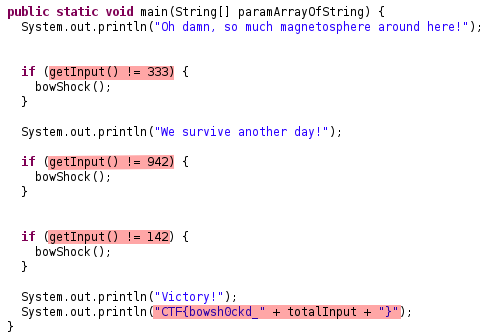 public static void main(String[] paramArrayOfString) {
System.out.println("Oh damn, so much magnetosphere around here!");
if (getInput() != 333) {
bowShock();
}
System.out.println("We survive another day!");
if (getInput() != 942) {
bowShock();
}
if (getInput() != 142) {
bowShock();
}
System.out.println("Victory!");
System.out.println("CTF{bowsh0ckd_" + totalInput + "}");
}